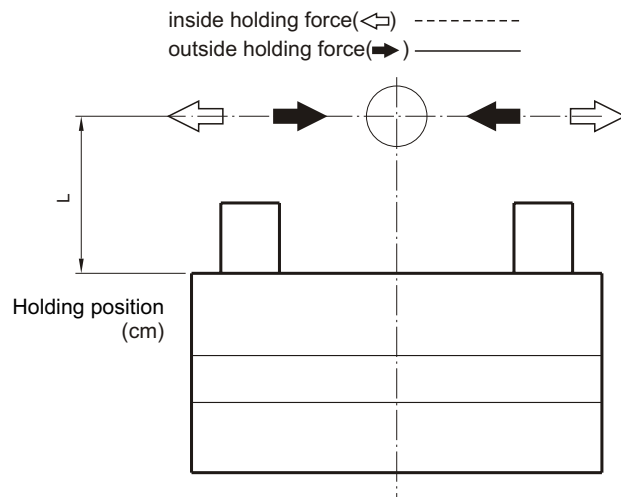 inside holding force(⇦) -------
outside holding force(➡) ———
L
Holding position
(cm)